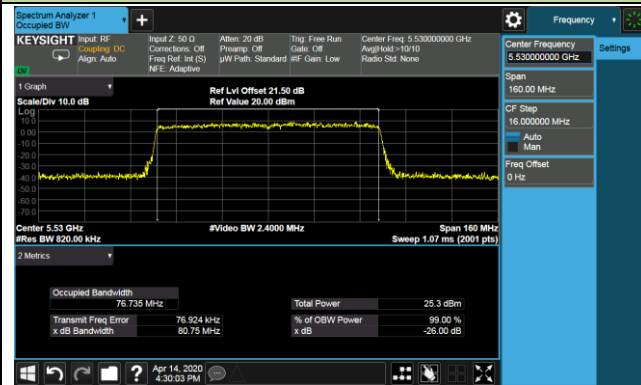 Spectrum Analyzer 1
Occupied BW
+
Frequency
KEYSIGHT
Input: RF
Coupling: DC
Align: Auto
Input Z: 50 Ω
Corrections: Off
Freq Ref: Int (S)
NFE: Adaptive
Atten: 20 dB
Preamp: Off
µW Path: Standard
Trig: Free Run
Gate: Off
#IF Gain: Low
Center Freq: 5.530000000 GHz
Avg|Hold:>10/10
Radio Std: None
Center Frequency
5.530000000 GHz
Settings
Span
160.00 MHz
CF Step
16.000000 MHz
Auto
Man
Freq Offset
0 Hz
1 Graph
Ref Lvl Offset 21.50 dB
Scale/Div 10.0 dB
Ref Value 20.00 dBm
Log
10.0
0.00
-10.0
-20.0
-30.0
-40.0
-50.0
-60.0
-70.0
Center 5.53 GHz
#Video BW 2.4000 MHz
Span 160 MHz
#Res BW 820.00 kHz
Sweep 1.07 ms (2001 pts)
2 Metrics
Occupied Bandwidth
76.735 MHz
Total Power
25.3 dBm
Transmit Freq Error
76.924 kHz
% of OBW Power
99.00 %
x dB Bandwidth
80.75 MHz
x dB
-26.00 dB
?
Apr 14, 2020
4:30:03 PM